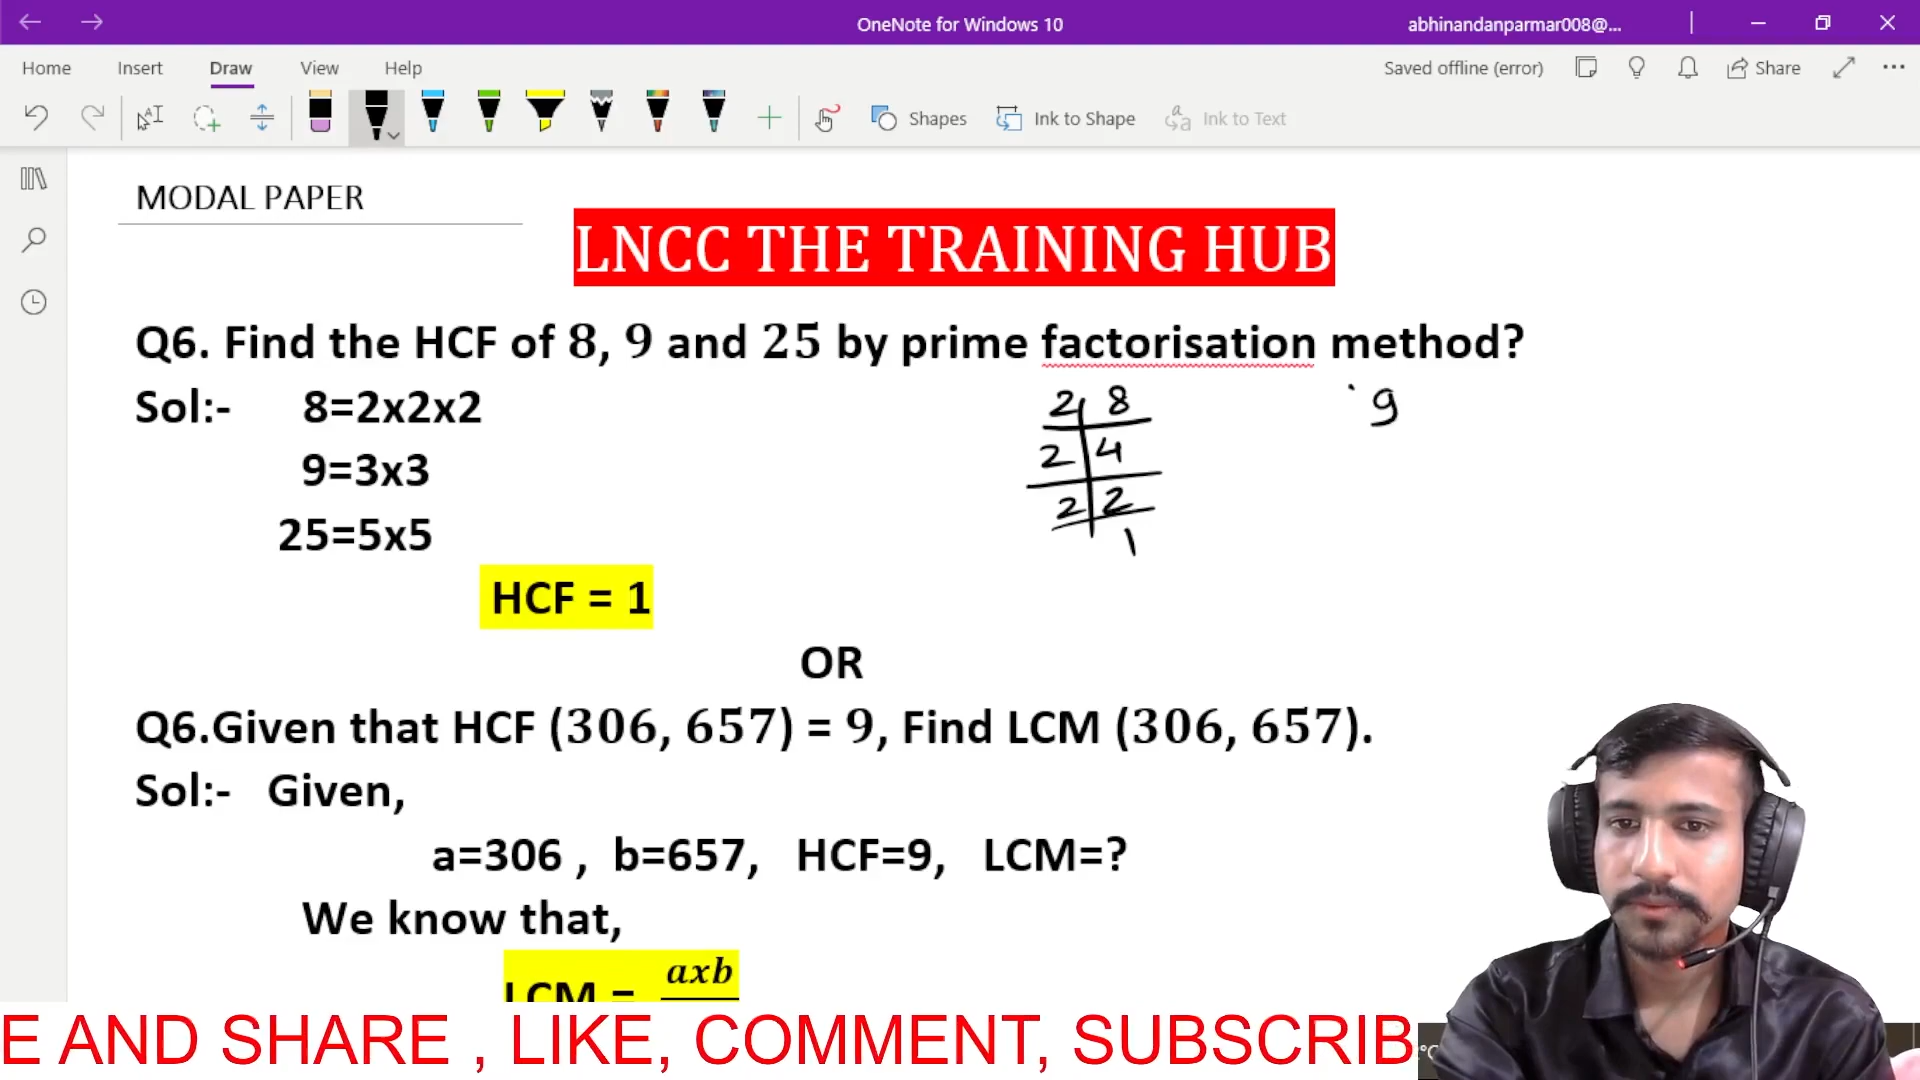 OneNote for Windows 10
abhinandanparmar008@...
Home Insert Draw View Help
Saved offline (error)
Share
Shapes
Ink to Shape
Ink to Text
MODAL PAPER
LNCC THE TRAINING HUB
Q6. Find the HCF of 8, 9 and 25 by prime factorisation method?
Sol:- 8=2x2x2
9=3x3
25=5x5
2 8
2 4
2 2
1
9
HCF = 1
OR
Q6.Given that HCF (306, 657) = 9, Find LCM (306, 657).
Sol:- Given,
a=306 , b=657, HCF=9, LCM=?
We know that,
LCM = axb
E AND SHARE , LIKE, COMMENT, SUBSCRIB